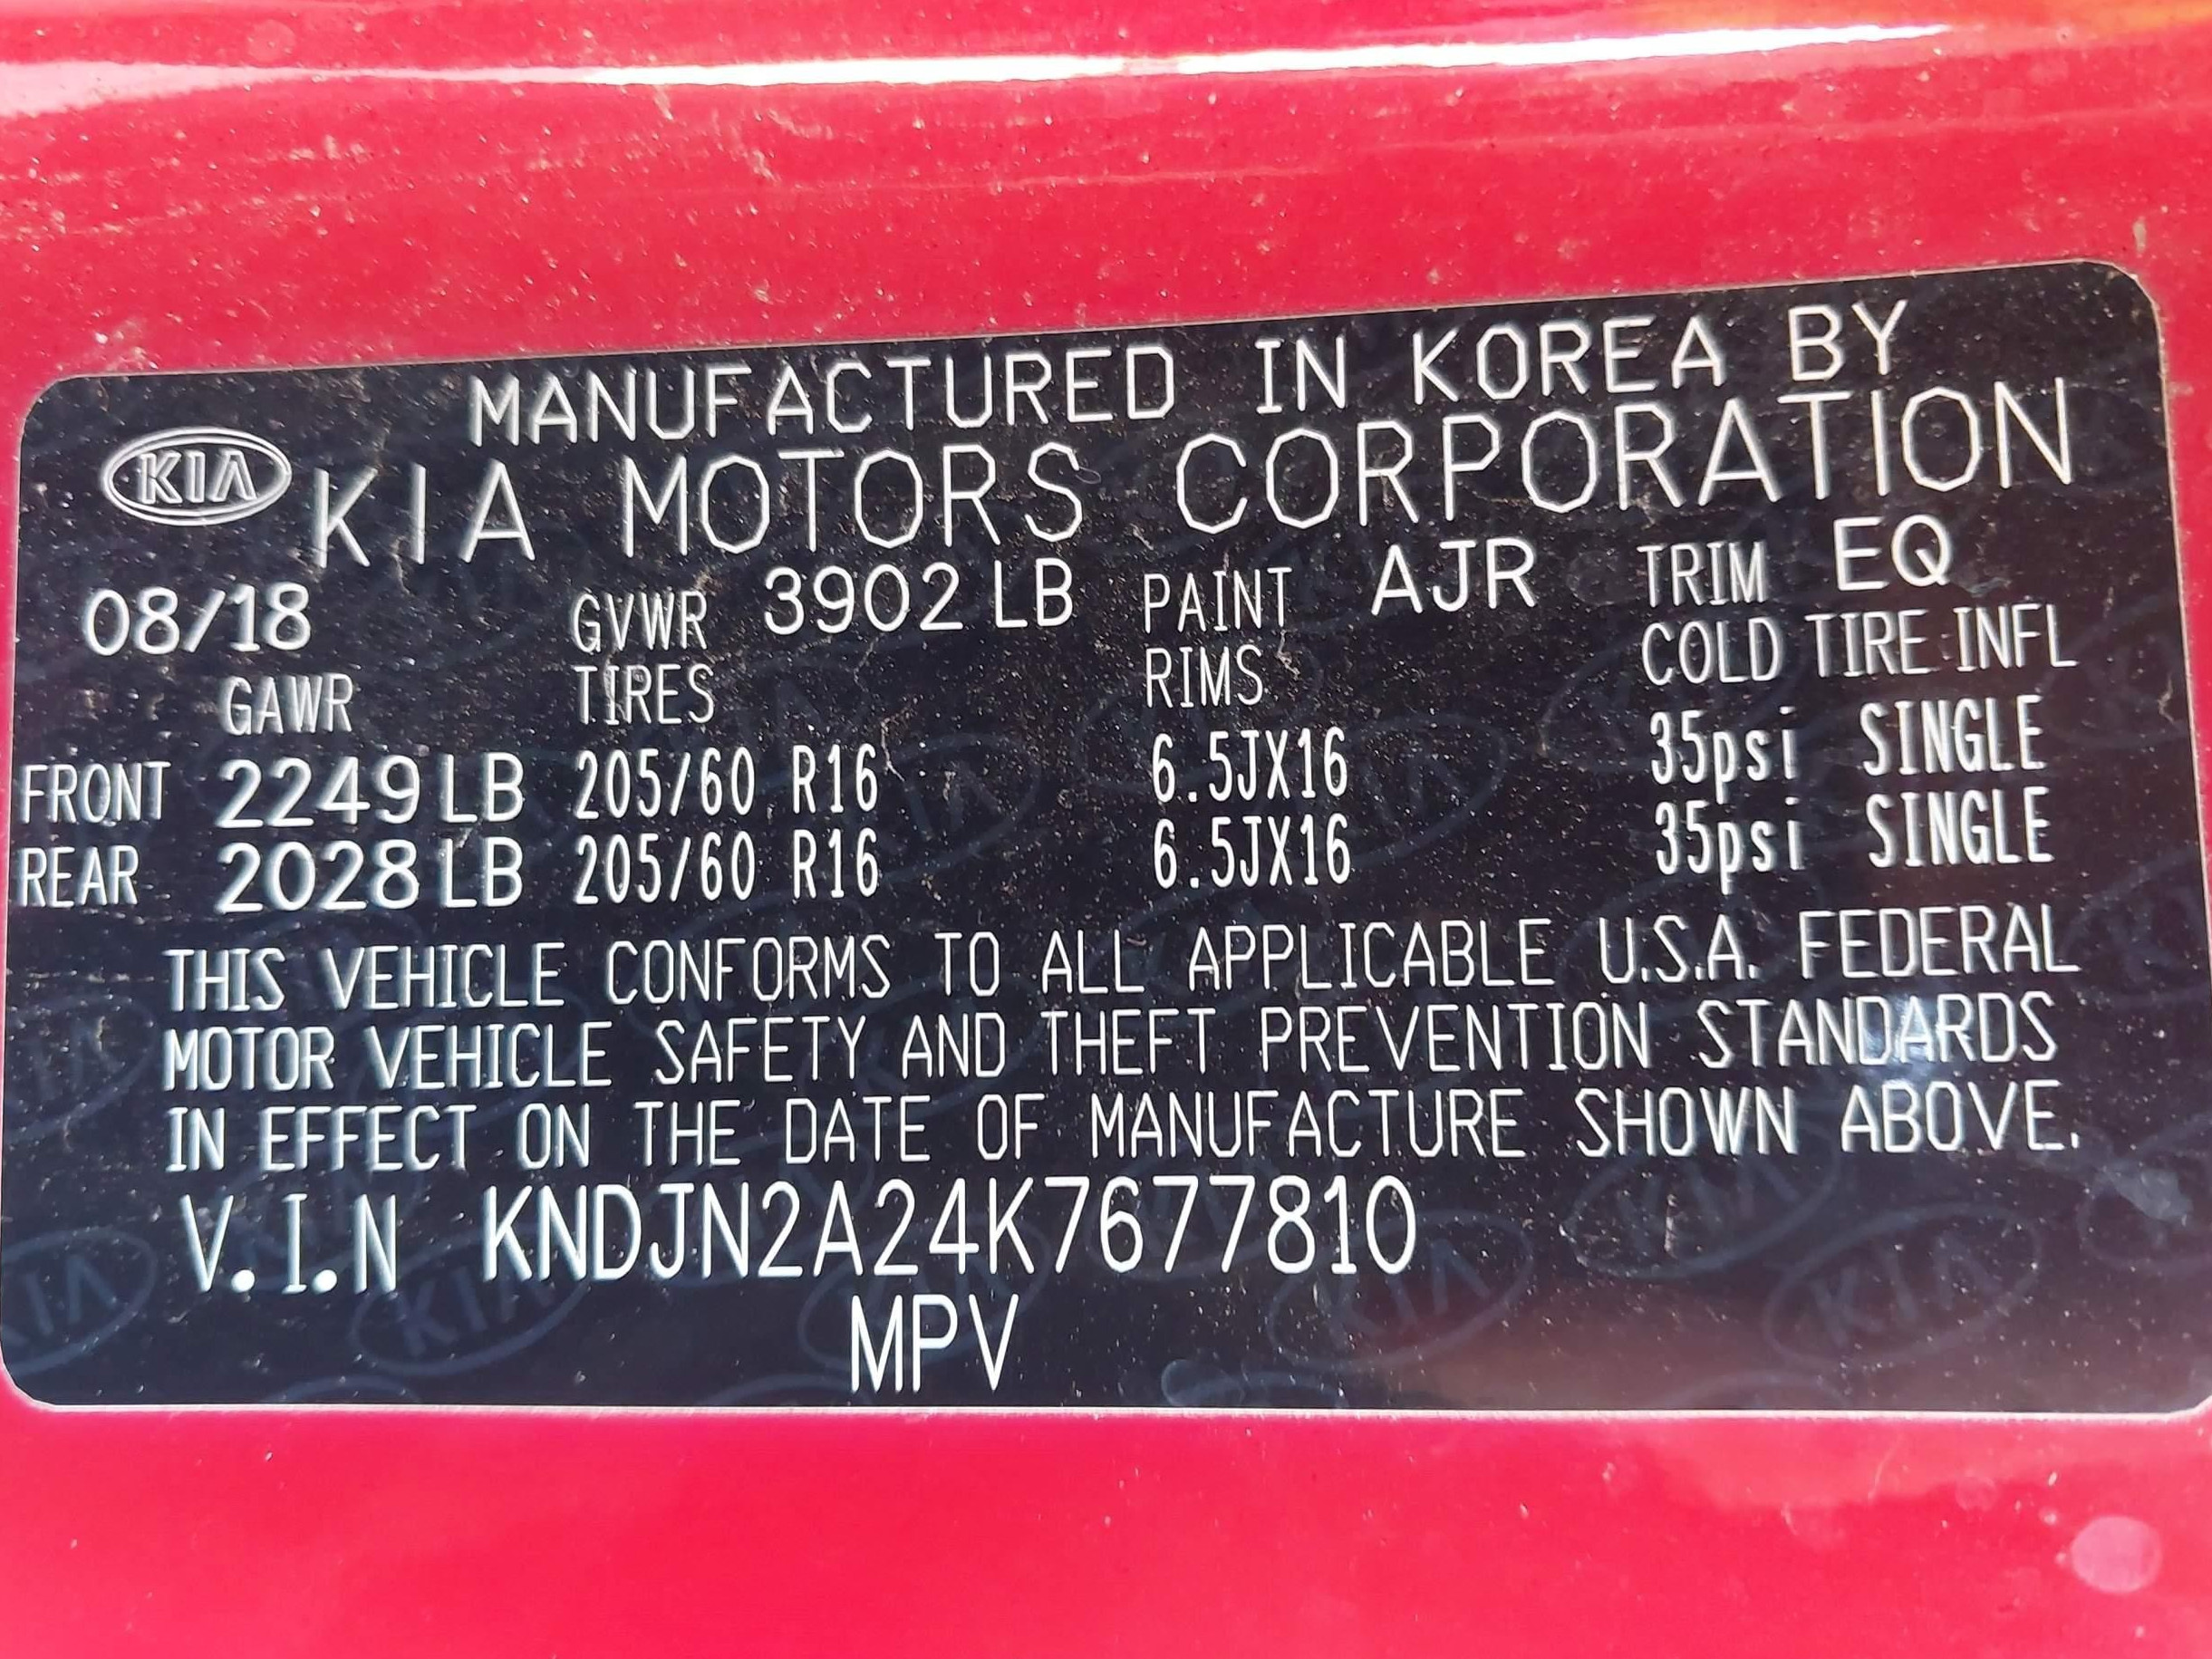 MANUFACTURED IN KOREA BY
KIA KIA MOTORS CORPORATION
08/18 GVWR 3902 LB PAINT AJR TRIM EQ
GAWR TIRES RIMS COLD TIRE INFL
FRONT 2249 LB 205/60 R16 6.5JX16 35psi SINGLE
REAR 2028 LB 205/60 R16 6.5JX16 35psi SINGLE
THIS VEHICLE CONFORMS TO ALL APPLICABLE U.S.A. FEDERAL
MOTOR VEHICLE SAFETY AND THEFT PREVENTION STANDARDS
IN EFFECT ON THE DATE OF MANUFACTURE SHOWN ABOVE.
V.I.N KNDJN2A24K7677810
MPV